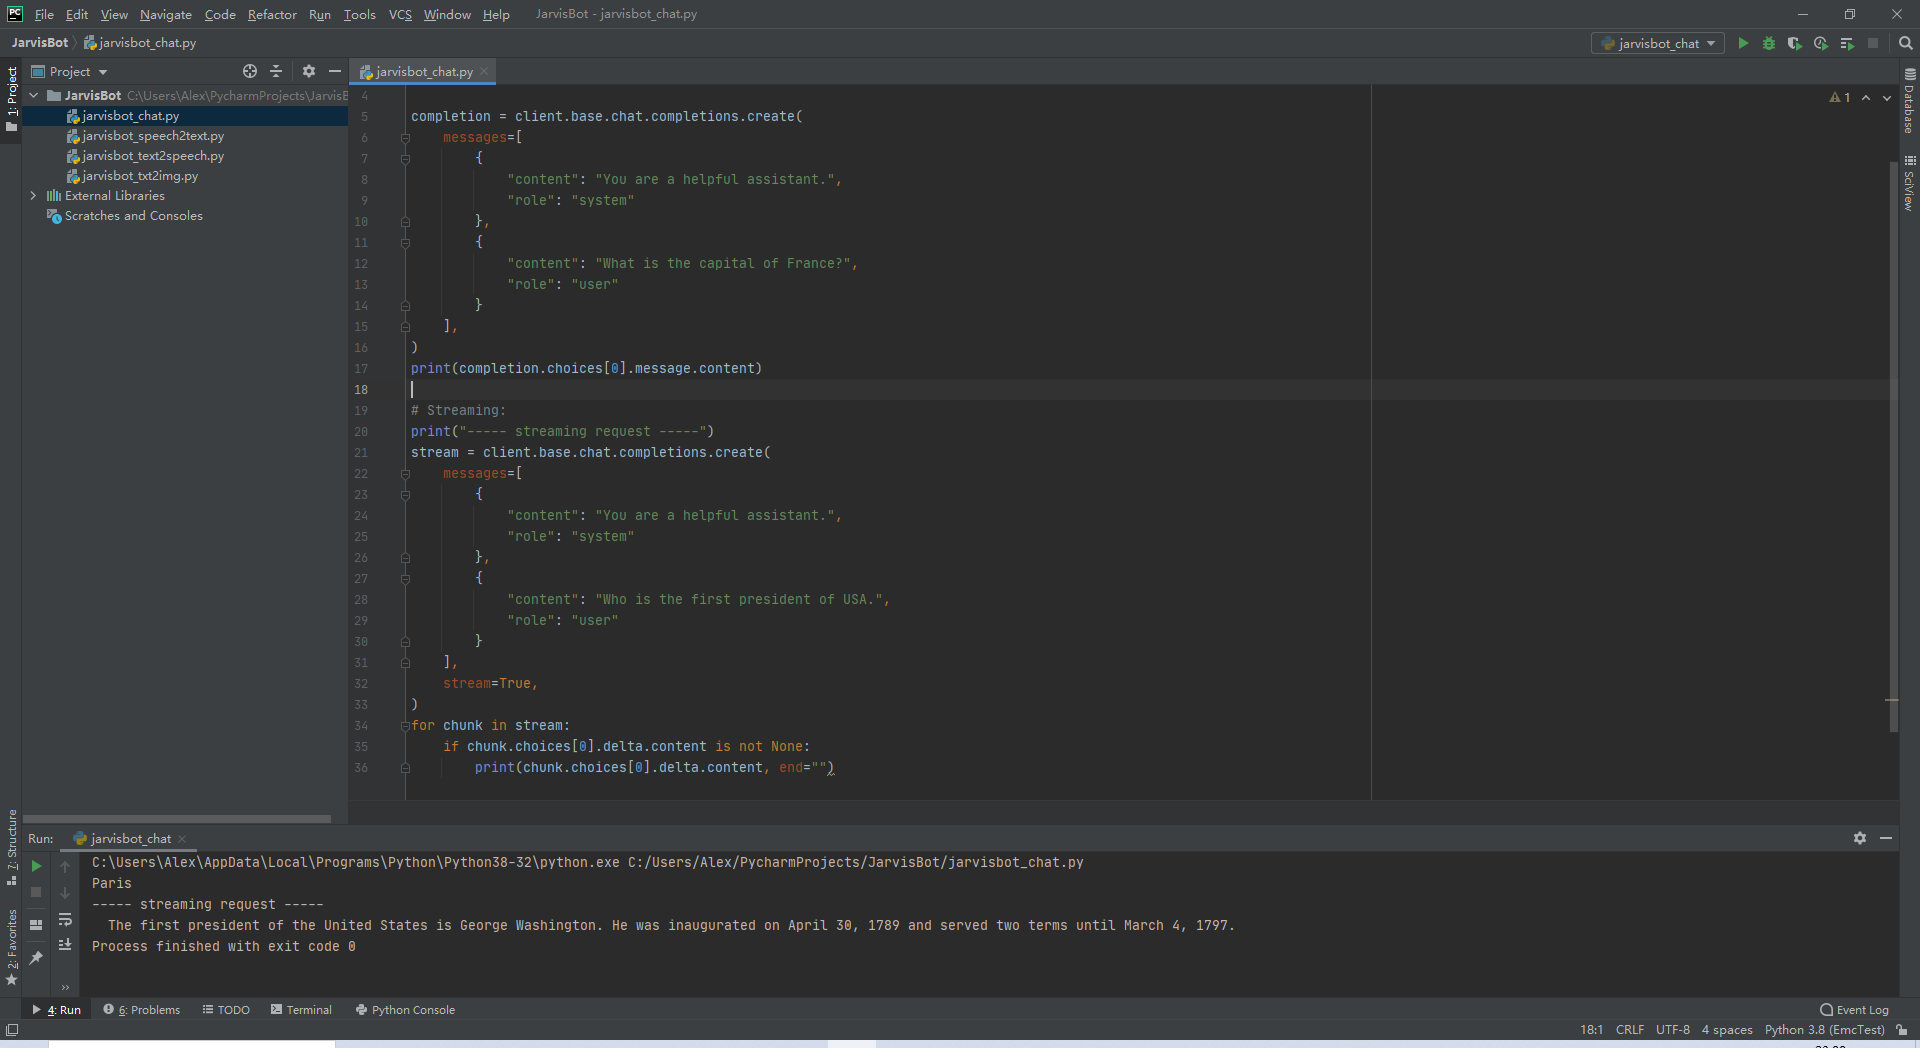 PC File Edit View Navigate Code Refactor Run Tools VCS Window Help JarvisBot - jarvisbot_chat.py
JarvisBot jarvisbot_chat.py
jarvisbot_chat
Project
jarvisbot_chat.py
1: Project
JarvisBot C:\Users\Alex\PycharmProjects\JarvisB
jarvisbot_chat.py
jarvisbot_speech2text.py
jarvisbot_text2speech.py
jarvisbot_txt2img.py
External Libraries
Scratches and Consoles
1
Database
SciView
4
5 completion = client.base.chat.completions.create(
6 messages=[
7 {
8 "content": "You are a helpful assistant.",
9 "role": "system"
10 },
11 {
12 "content": "What is the capital of France?",
13 "role": "user"
14 }
15 ],
16 )
17 print(completion.choices[0].message.content)
18
19 # Streaming:
20 print("----- streaming request -----")
21 stream = client.base.chat.completions.create(
22 messages=[
23 {
24 "content": "You are a helpful assistant.",
25 "role": "system"
26 },
27 {
28 "content": "Who is the first president of USA.",
29 "role": "user"
30 }
31 ],
32 stream=True,
33 )
34 for chunk in stream:
35 if chunk.choices[0].delta.content is not None:
36 print(chunk.choices[0].delta.content, end="")
7: Structure
2: Favorites
Run: jarvisbot_chat
C:\Users\Alex\AppData\Local\Programs\Python\Python38-32\python.exe C:/Users/Alex/PycharmProjects/JarvisBot/jarvisbot_chat.py
Paris
----- streaming request -----
The first president of the United States is George Washington. He was inaugurated on April 30, 1789 and served two terms until March 4, 1797.
Process finished with exit code 0
4: Run 6: Problems TODO Terminal Python Console Event Log
18:1 CRLF UTF-8 4 spaces Python 3.8 (EmcTest)